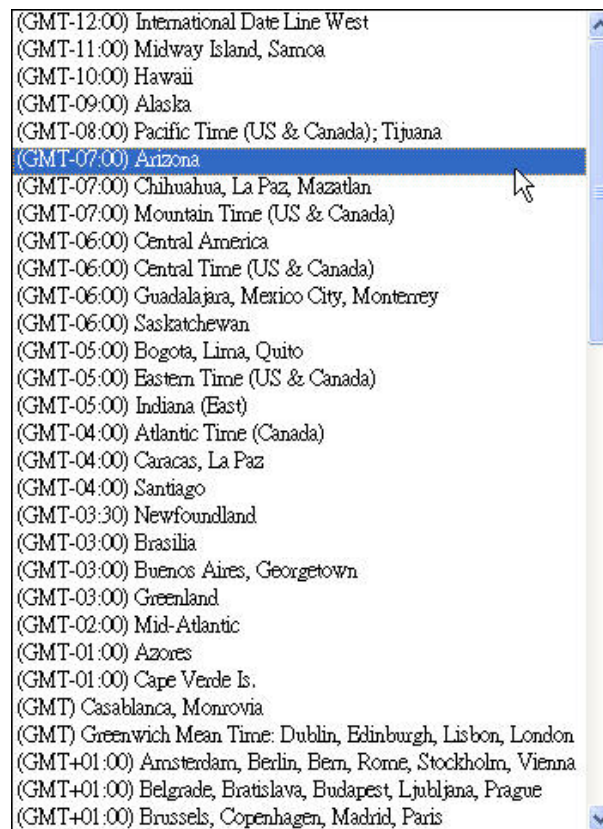 (GMT-12:00) International Date Line West
(GMT-11:00) Midway Island, Samoa
(GMT-10:00) Hawaii
(GMT-09:00) Alaska
(GMT-08:00) Pacific Time (US & Canada); Tijuana
(GMT-07:00) Arizona
(GMT-07:00) Chihuahua, La Paz, Mazatlan
(GMT-07:00) Mountain Time (US & Canada)
(GMT-06:00) Central America
(GMT-06:00) Central Time (US & Canada)
(GMT-06:00) Guadalajara, Mexico City, Monterrey
(GMT-06:00) Saskatchewan
(GMT-05:00) Bogota, Lima, Quito
(GMT-05:00) Eastern Time (US & Canada)
(GMT-05:00) Indiana (East)
(GMT-04:00) Atlantic Time (Canada)
(GMT-04:00) Caracas, La Paz
(GMT-04:00) Santiago
(GMT-03:30) Newfoundland
(GMT-03:00) Brasilia
(GMT-03:00) Buenos Aires, Georgetown
(GMT-03:00) Greenland
(GMT-02:00) Mid-Atlantic
(GMT-01:00) Azores
(GMT-01:00) Cape Verde Is.
(GMT) Casablanca, Monrovia
(GMT) Greenwich Mean Time: Dublin, Edinburgh, Lisbon, London
(GMT+01:00) Amsterdam, Berlin, Bern, Rome, Stockholm, Vienna
(GMT+01:00) Belgrade, Bratislava, Budapest, Ljubljana, Prague
(GMT+01:00) Brussels, Copenhagen, Madrid, Paris